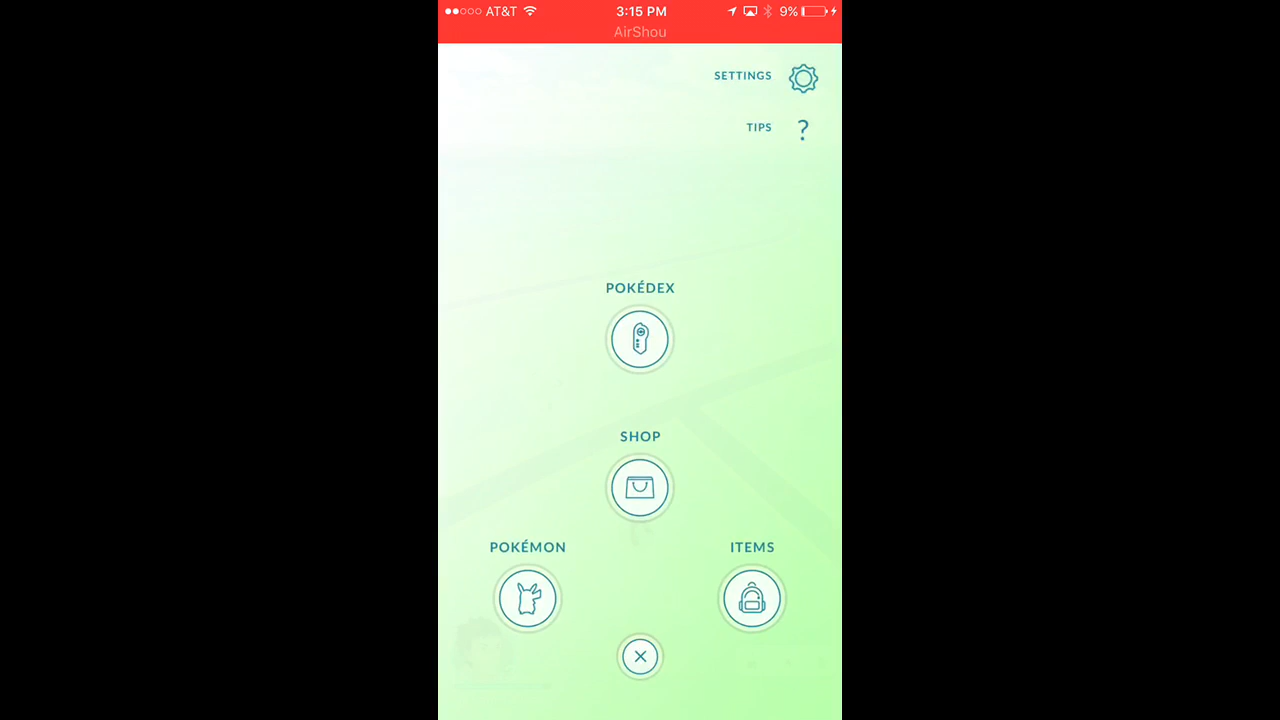 AT&T 3:15 PM 9%
AirShou
SETTINGS
TIPS ?
POKÉDEX
SHOP
POKÉMON ITEMS